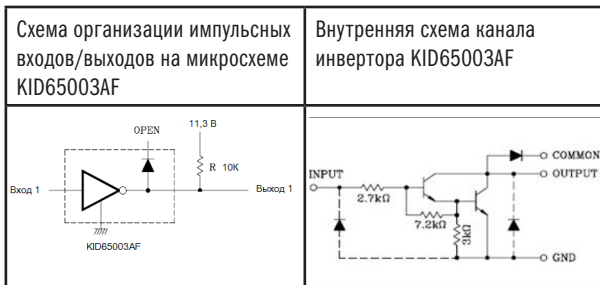 Схема организации импульсных
входов/выходов на микросхеме
KID65003AF
Внутренняя схема канала
инвертора KID65003AF
OPEN
11,3 В
R 10К
Вход 1
Выход 1
KID65003AF
COMMON
OUTPUT
INPUT
2.7kΩ
7.2kΩ
3kΩ
GND